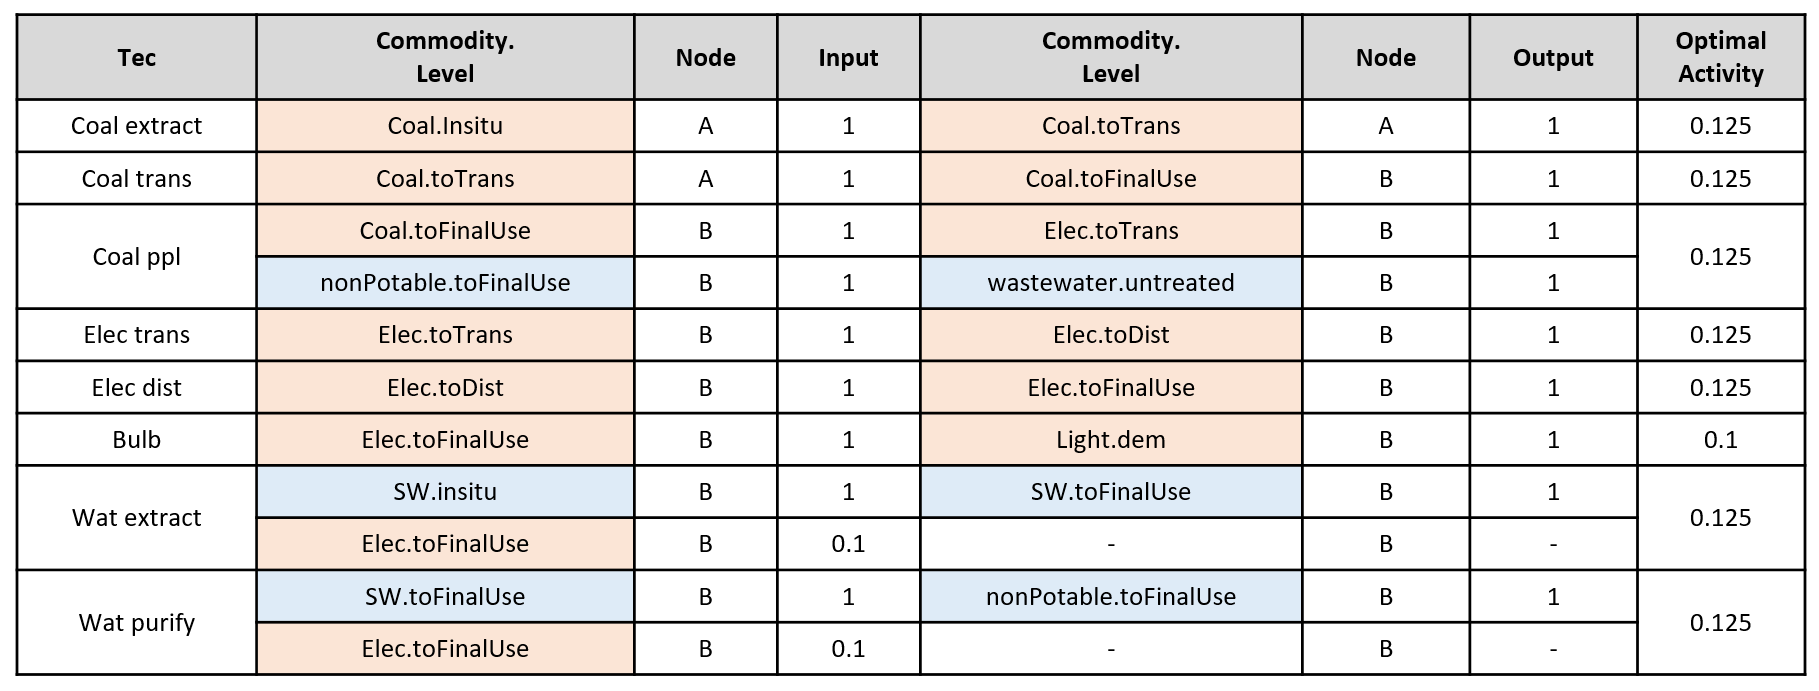 Tec | Commodity. Level | Node | Input | Commodity. Level | Node | Output | Optimal Activity
Coal extract | Coal.Insitu | A | 1 | Coal.toTrans | A | 1 | 0.125
Coal trans | Coal.toTrans | A | 1 | Coal.toFinalUse | B | 1 | 0.125
Coal ppl | Coal.toFinalUse | B | 1 | Elec.toTrans | B | 1 | 0.125
nonPotable.toFinalUse | B | 1 | wastewater.untreated | B | 1
Elec trans | Elec.toTrans | B | 1 | Elec.toDist | B | 1 | 0.125
Elec dist | Elec.toDist | B | 1 | Elec.toFinalUse | B | 1 | 0.125
Bulb | Elec.toFinalUse | B | 1 | Light.dem | B | 1 | 0.1
Wat extract | SW.insitu | B | 1 | SW.toFinalUse | B | 1 | 0.125
Elec.toFinalUse | B | 0.1 | - | B | -
Wat purify | SW.toFinalUse | B | 1 | nonPotable.toFinalUse | B | 1 | 0.125
Elec.toFinalUse | B | 0.1 | - | B | -